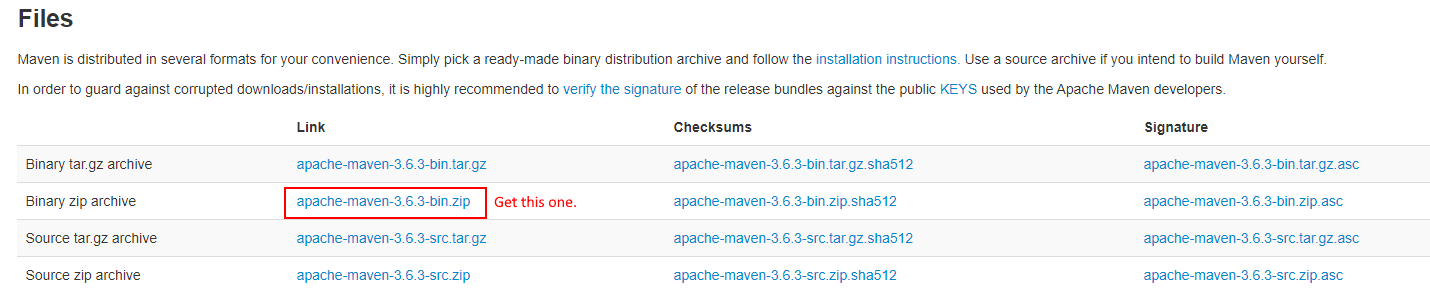 Files
Maven is distributed in several formats for your convenience. Simply pick a ready-made binary distribution archive and follow the installation instructions. Use a source archive if you intend to build Maven yourself.
In order to guard against corrupted downloads/installations, it is highly recommended to verify the signature of the release bundles against the public KEYS used by the Apache Maven developers.
Link Checksums Signature
Binary tar.gz archive apache-maven-3.6.3-bin.tar.gz apache-maven-3.6.3-bin.tar.gz.sha512 apache-maven-3.6.3-bin.tar.gz.asc
Binary zip archive apache-maven-3.6.3-bin.zip Get this one. apache-maven-3.6.3-bin.zip.sha512 apache-maven-3.6.3-bin.zip.asc
Source tar.gz archive apache-maven-3.6.3-src.tar.gz apache-maven-3.6.3-src.tar.gz.sha512 apache-maven-3.6.3-src.tar.gz.asc
Source zip archive apache-maven-3.6.3-src.zip apache-maven-3.6.3-src.zip.sha512 apache-maven-3.6.3-src.zip.asc